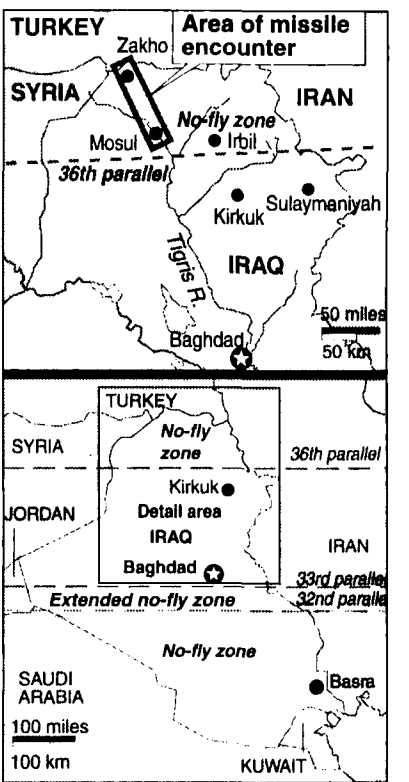 TURKEY
Area of missile
encounter
Zakho
SYRIA
IRAN
No-fly zone
Mosul
Irbil
36th parallel
Sulaymaniyah
Kirkuk
Tigris R.
IRAQ
50 miles
50 km
Baghdad
TURKEY
No-fly
zone
SYRIA
36th parallel
Kirkuk
JORDAN
Detail area
IRAQ
IRAN
Baghdad
33rd paralle
Extended no-fly zone
32nd paralle
No-fly zone
SAUDI
ARABIA
Basra
100 miles
100 km
KUWAIT